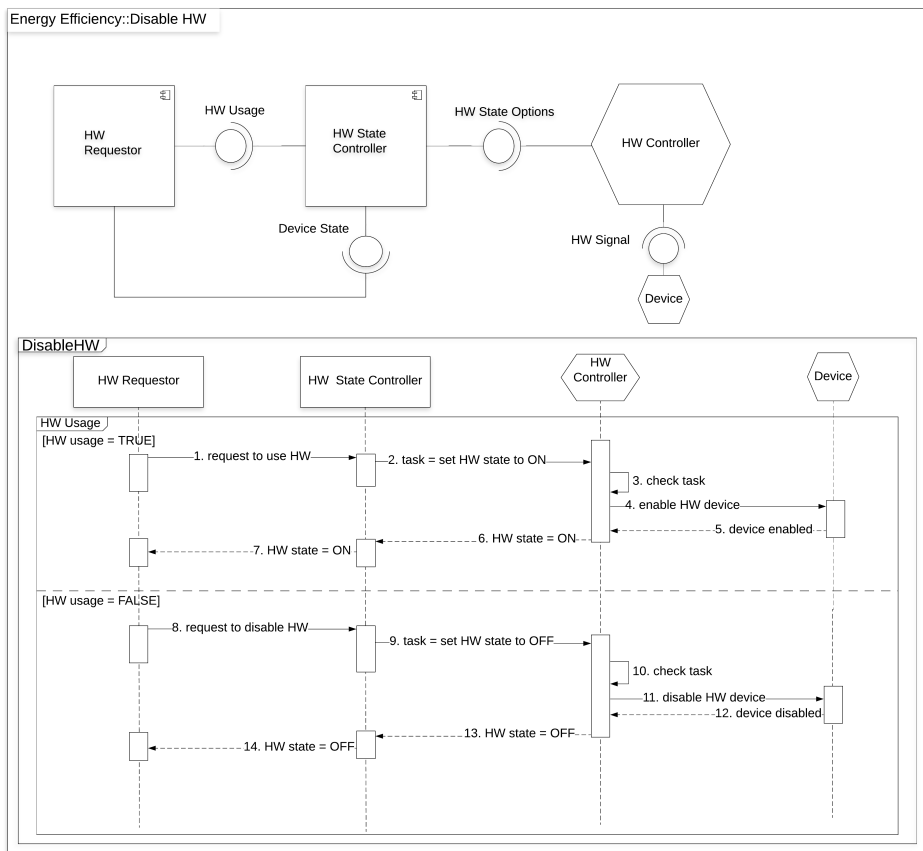 Energy Efficiency::Disable HW
HW Usage
HW State Options
HW
Requestor
HW State
Controller
HW Controller
Device State
HW Signal
Device
DisableHW
HW Requestor
HW  State Controller
HW
Controller
Device
HW Usage
[HW usage = TRUE]
1. request to use HW
2. task = set HW state to ON
3. check task
4. enable HW device
5. device enabled
6. HW state = ON
7. HW state = ON
[HW usage = FALSE]
8. request to disable HW
9. task = set HW state to OFF
10. check task
11. disable HW device
12. device disabled
13. HW state = OFF
14. HW state = OFF